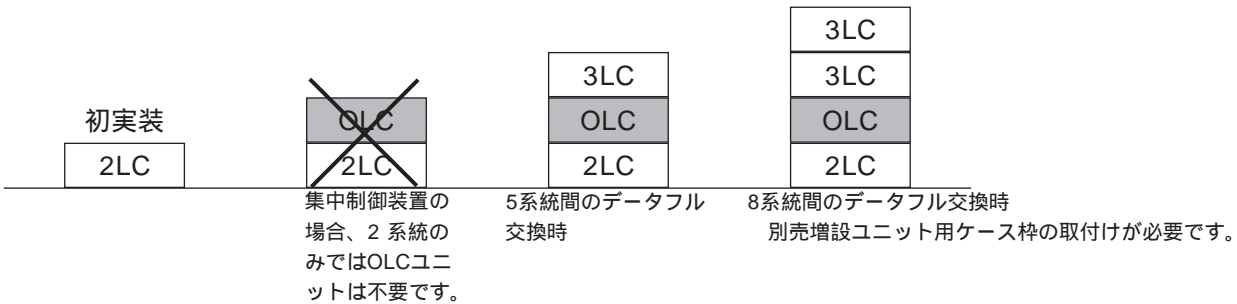 初実装
2LC
OLC
2LC
集中制御装置の
場合、2 系統の
みではOLCユニ
ットは不要です。
3LC
OLC
2LC
5系統間のデータフル
交換時
3LC
3LC
OLC
2LC
8系統間のデータフル交換時
別売増設ユニット用ケース枠の取付けが必要です。